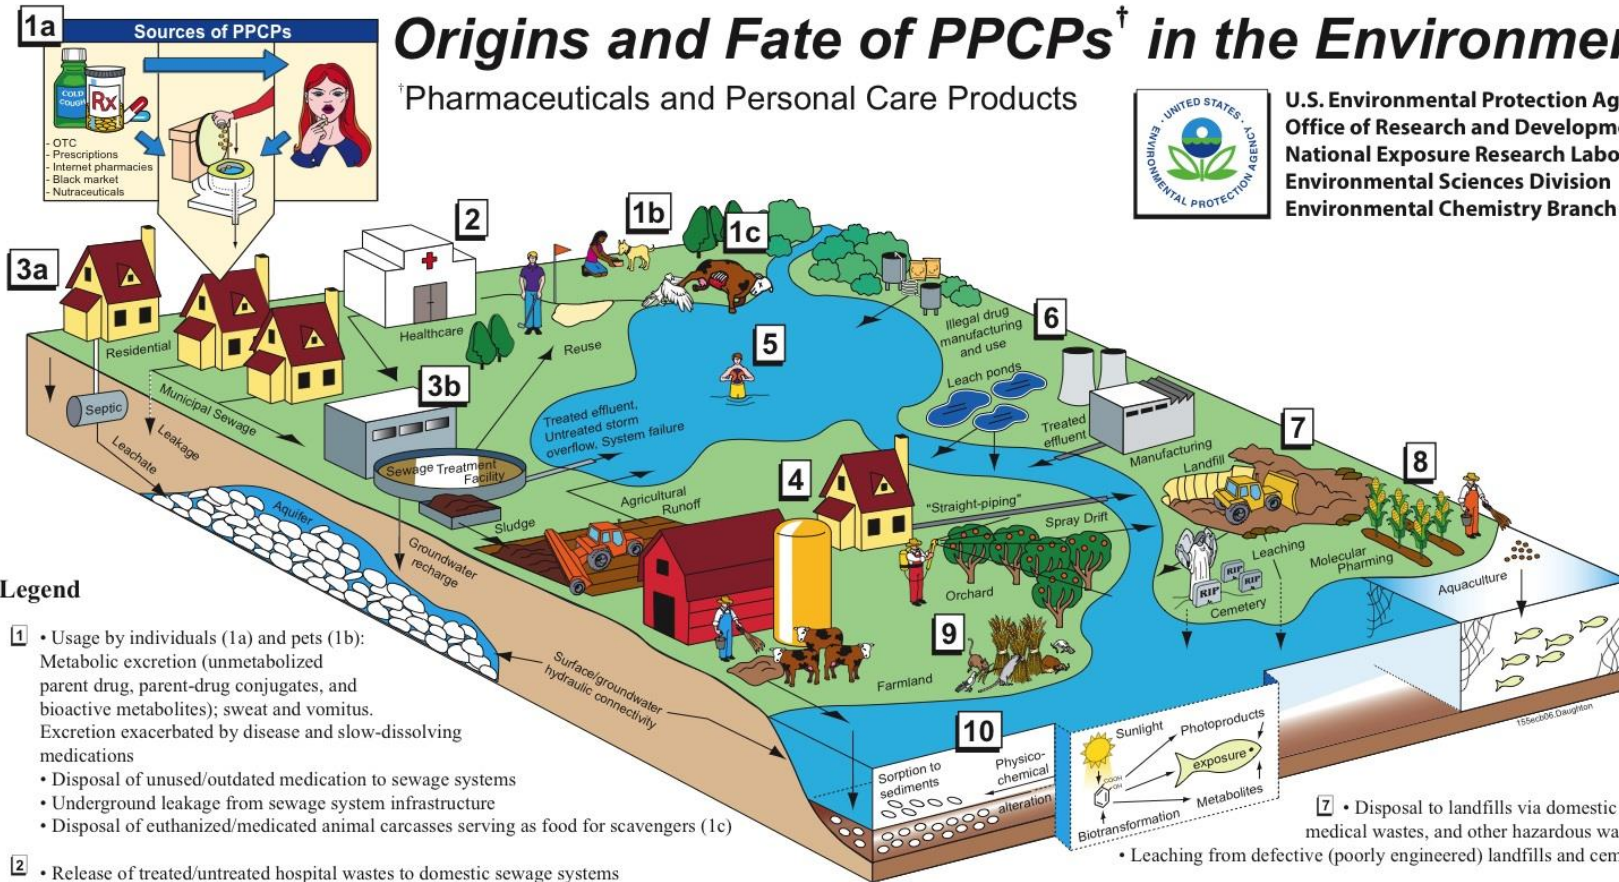 1a
Sources of PPCPs
COLD
COUGH
Rx
- OTC
- Prescriptions
- Internet pharmacies
- Black market
- Nutraceuticals
Origins and Fate of PPCPs† in the Environmen
†Pharmaceuticals and Personal Care Products
UNITED STATES
ENVIRONMENTAL PROTECTION AGENCY
U.S. Environmental Protection Ag
Office of Research and Developme
National Exposure Research Labo
Environmental Sciences Division
Environmental Chemistry Branch
3a
2
1b
1c
Residential
Healthcare
Reuse
5
6
Illegal drug
manufacturing
and use
Leach ponds
Septic
Municipal Sewage
Leakage
Leachate
3b
Sewage Treatment
Facility
Treated effluent,
Untreated storm
overflow, System failure
Treated
effluent
Manufacturing
7
Landfill
8
Aquifer
Sludge
Agricultural
Runoff
4
"Straight-piping"
Spray Drift
Groundwater
recharge
Orchard
Leaching
Molecular
Pharming
RIP
RIP
RIP
Cemetery
Aquaculture
9
Farmland
Surface/groundwater
hydraulic connectivity
10
Sorption to
sediments
Physico-
chemical
alteration
Sunlight
Photoproducts
exposure
COOH
OH
Metabolites
Biotransformation
155ecb06,Daughton
Legend
1 • Usage by individuals (1a) and pets (1b):
Metabolic excretion (unmetabolized
parent drug, parent-drug conjugates, and
bioactive metabolites); sweat and vomitus.
Excretion exacerbated by disease and slow-dissolving
medications
• Disposal of unused/outdated medication to sewage systems
• Underground leakage from sewage system infrastructure
• Disposal of euthanized/medicated animal carcasses serving as food for scavengers (1c)
2 • Release of treated/untreated hospital wastes to domestic sewage systems
7 • Disposal to landfills via domestic
medical wastes, and other hazardous wa
• Leaching from defective (poorly engineered) landfills and cem